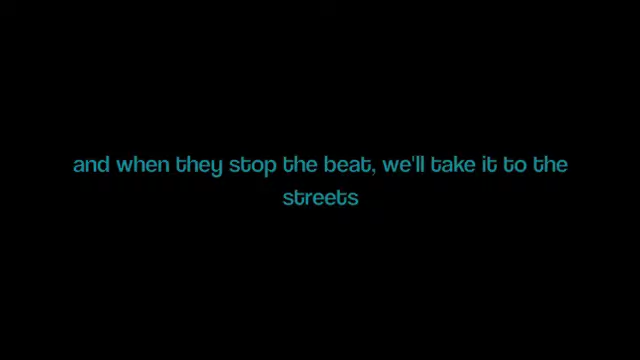 and when they stop the beat, we'll take it to the
streets